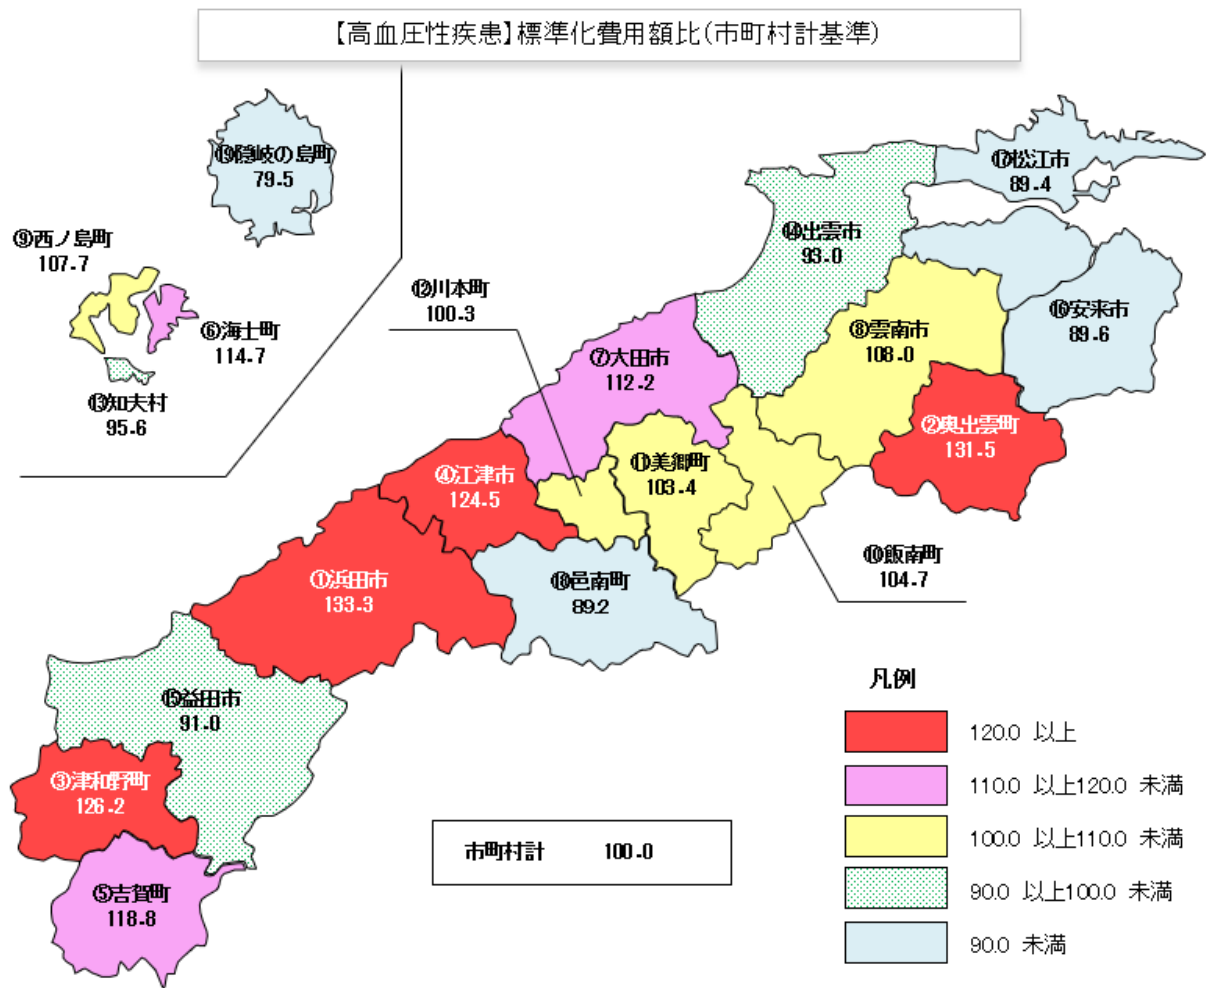 【高血圧性疾患】標準化費用額比(市町村計基準)
⑲隠岐の島町
79.5
⑨西ノ島町
107.7
⑥海士町
114.7
⑬知夫村
95.6
⑰松江市
89.4
⑭出雲市
93.0
⑯安来市
89.6
⑧雲南市
108.0
⑫川本町
100.3
⑦大田市
112.2
②奥出雲町
131.5
⑪美郷町
103.4
④江津市
124.5
⑩飯南町
104.7
①浜田市
133.3
⑱邑南町
89.2
⑮益田市
91.0
③津和野町
126.2
⑤吉賀町
118.8
市町村計 100.0
凡例
120.0 以上
110.0 以上120.0 未満
100.0 以上110.0 未満
90.0 以上100.0 未満
90.0 未満